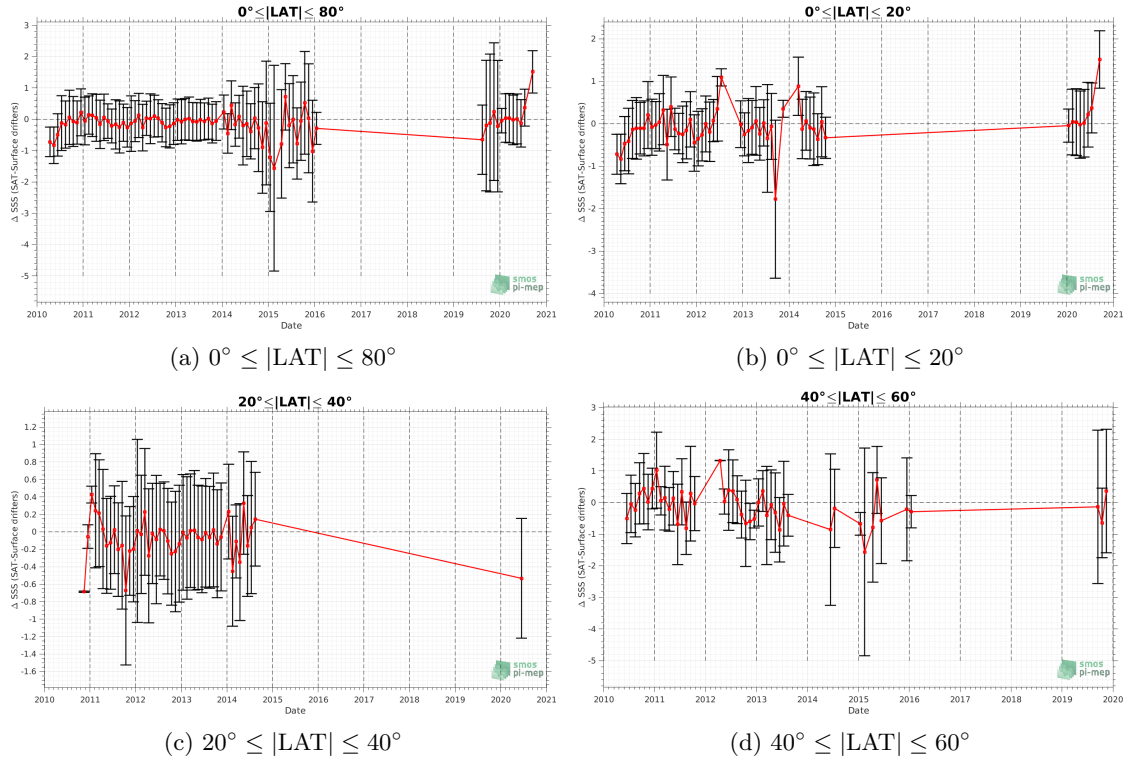 0°≤|LAT|≤ 80°
3
2
1
0
-1
-2
-3
-4
-5
Δ SSS (SAT-Surface drifters)
2010 2011 2012 2013 2014 2015 2016 2017 2018 2019 2020 2021
Date
smos
pi-mep
(a) 0° ≤ |LAT| ≤ 80°
0°≤|LAT|≤ 20°
2
1
0
-1
-2
-3
-4
Δ SSS (SAT-Surface drifters)
2010 2011 2012 2013 2014 2015 2016 2017 2018 2019 2020 2021
Date
smos
pi-mep
(b) 0° ≤ |LAT| ≤ 20°
20°≤|LAT|≤ 40°
1.2
1
0.8
0.6
0.4
0.2
0
-0.2
-0.4
-0.6
-0.8
-1
-1.2
-1.4
-1.6
Δ SSS (SAT-Surface drifters)
2010 2011 2012 2013 2014 2015 2016 2017 2018 2019 2020 2021
Date
smos
pi-mep
(c) 20° ≤ |LAT| ≤ 40°
40°≤|LAT|≤ 60°
3
2
1
0
-1
-2
-3
-4
-5
Δ SSS (SAT-Surface drifters)
2010 2011 2012 2013 2014 2015 2016 2017 2018 2019 2020
Date
smos
pi-mep
(d) 40° ≤ |LAT| ≤ 60°